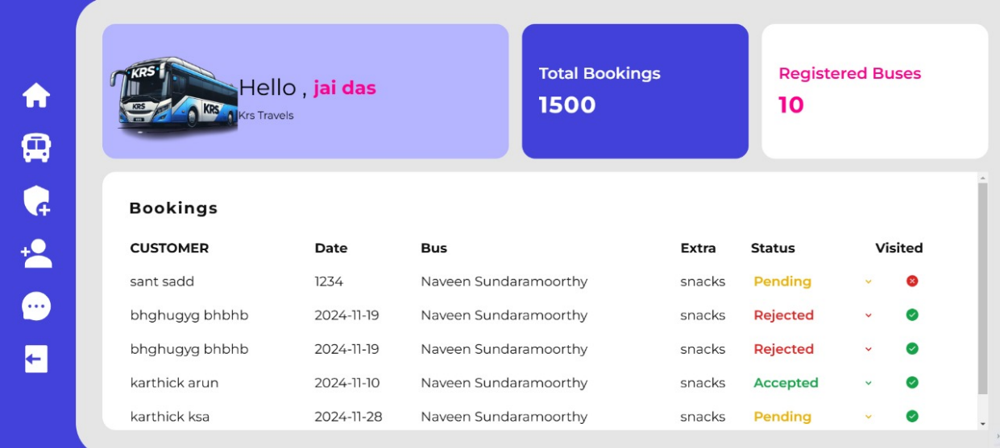 KRS
KRS
KRS
Hello , jai das
Krs Travels
Total Bookings
1500
Registered Buses
10
Bookings
CUSTOMER Date Bus Extra Status Visited
sant sadd 1234 Naveen Sundaramoorthy snacks Pending
bhghugyg bhbhb 2024-11-19 Naveen Sundaramoorthy snacks Rejected
bhghugyg bhbhb 2024-11-19 Naveen Sundaramoorthy snacks Rejected
karthick arun 2024-11-10 Naveen Sundaramoorthy snacks Accepted
karthick ksa 2024-11-28 Naveen Sundaramoorthy snacks Pending